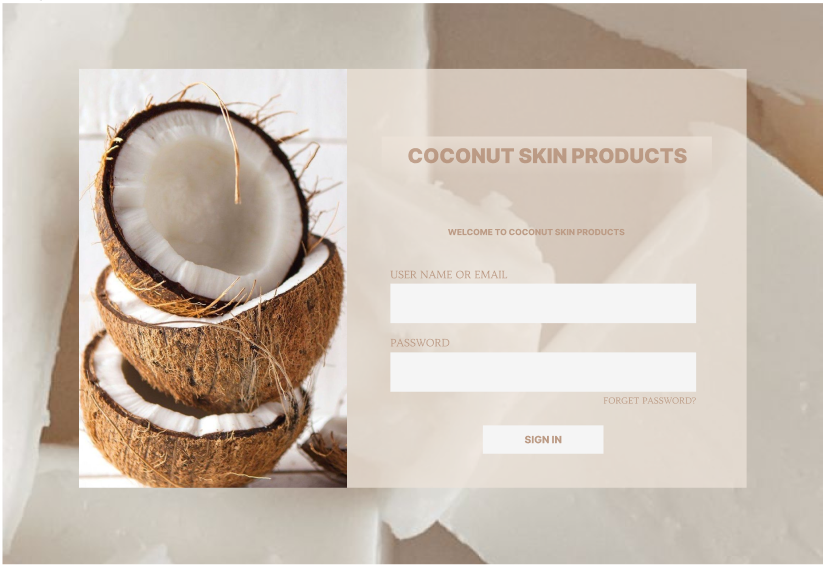 COCONUT SKIN PRODUCTS
WELCOME TO COCONUT SKIN PRODUCTS
USER NAME OR EMAIL
PASSWORD
FORGET PASSWORD?
SIGN IN